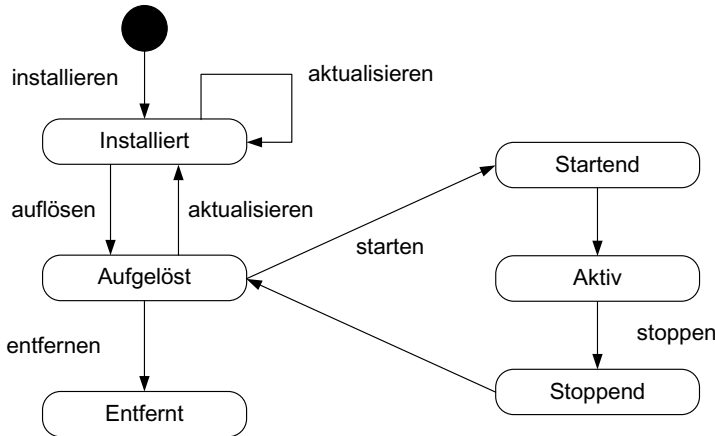 installieren
aktualisieren
Installiert
Startend
auflösen
aktualisieren
starten
Aufgelöst
Aktiv
entfernen
stoppen
Entfernt
Stoppend